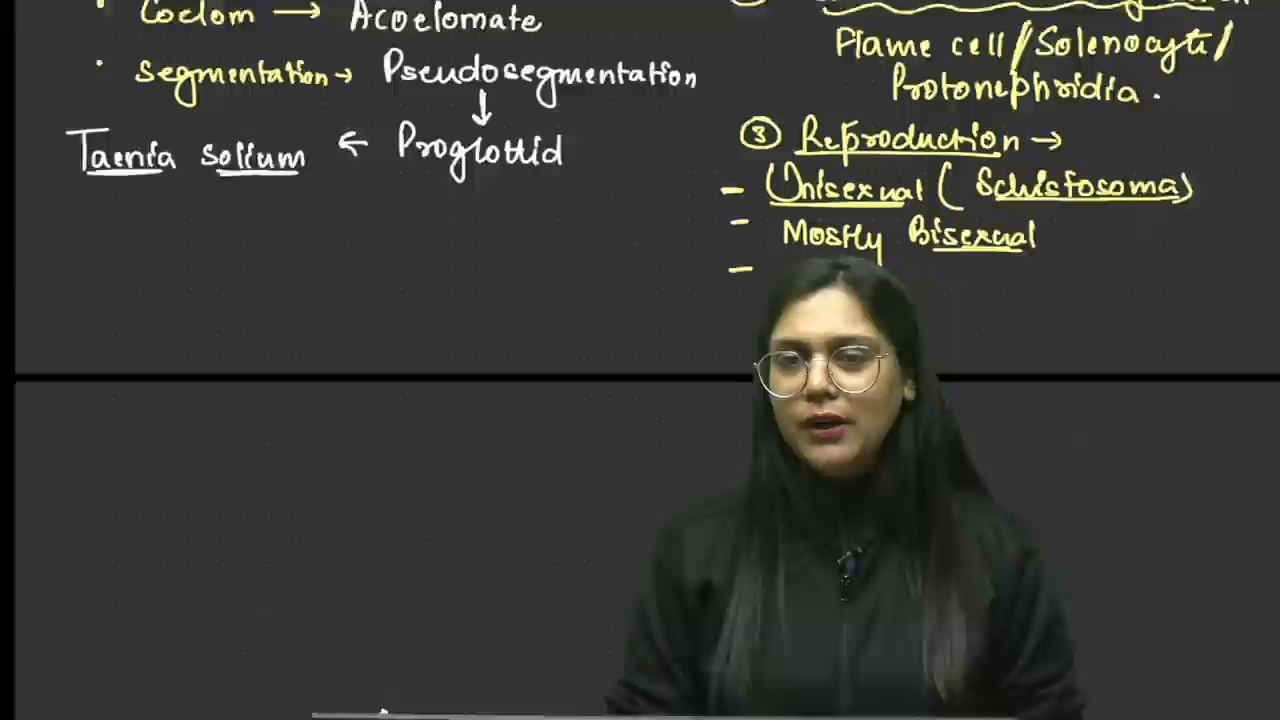 Coelom → Acoelomate
· Segmentation → Pseudosegmentation
↓
Taenia solium ← Proglottid
Flame cell/Solenocyte/
Protonephridia.
③ Reproduction →
- Unisexual (Schistosoma)
- Mostly Bisexual
-